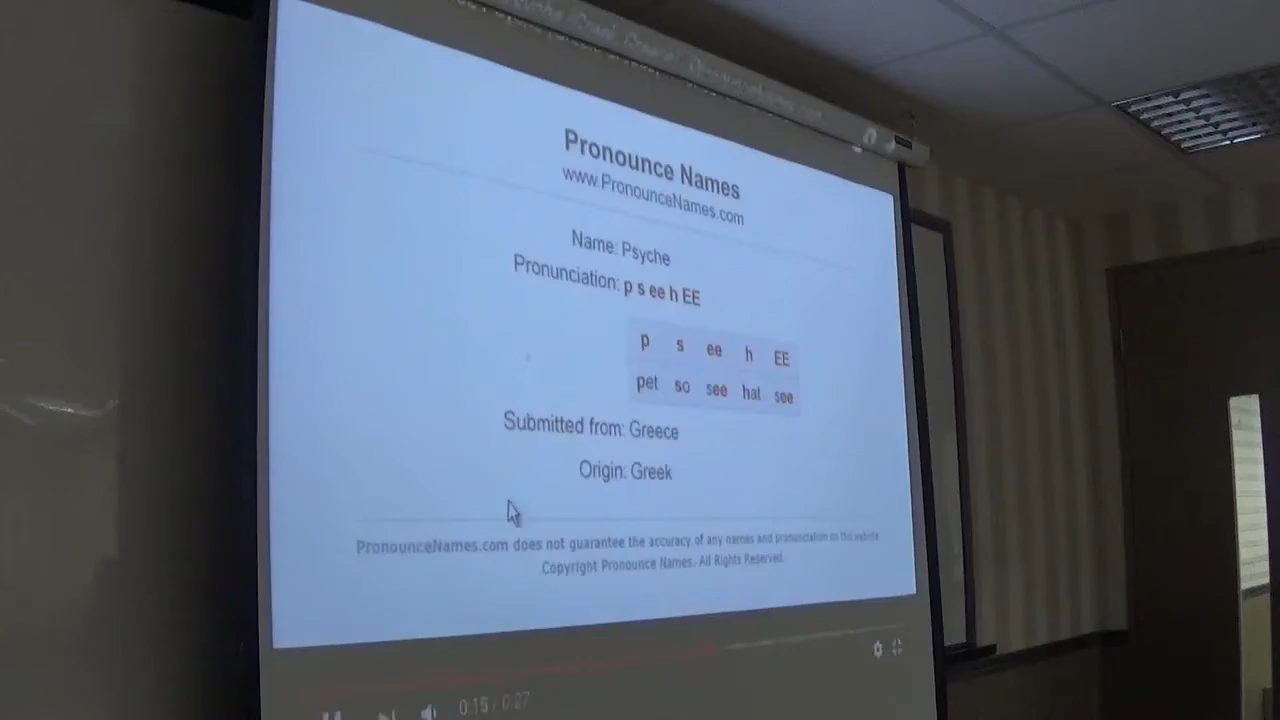 Pronounce Names
www.PronounceNames.com
Name: Psyche
Pronunciation: p s ee h EE
p s ee h EE
pet so see hat see
Submitted from: Greece
Origin: Greek
PronounceNames.com does not guarantee the accuracy of any names and pronunciation on this website
Copyright Pronounce Names. All Rights Reserved.
0:15 / 0:27